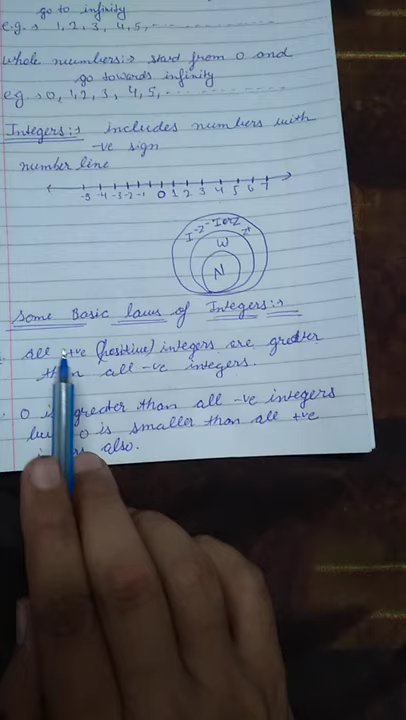 go to infinity
e.g. → 1, 2, 3, 4, 5, - - - - - - - -
whole numbers:→ start from 0 and
go towards infinity
eg → 0, 1, 2, 3, 4, 5, - - - - - - - -
Integers:→ includes numbers with
-ve sign
number line
-5 -4 -3 -2 -1 0 1 2 3 4 5 6 7
W
N
Some Basic laws of Integers:→
all +ve (positive) integers are greater
than all -ve integers.
0 is greater than all -ve integers
but 0 is smaller than all +ve
also.